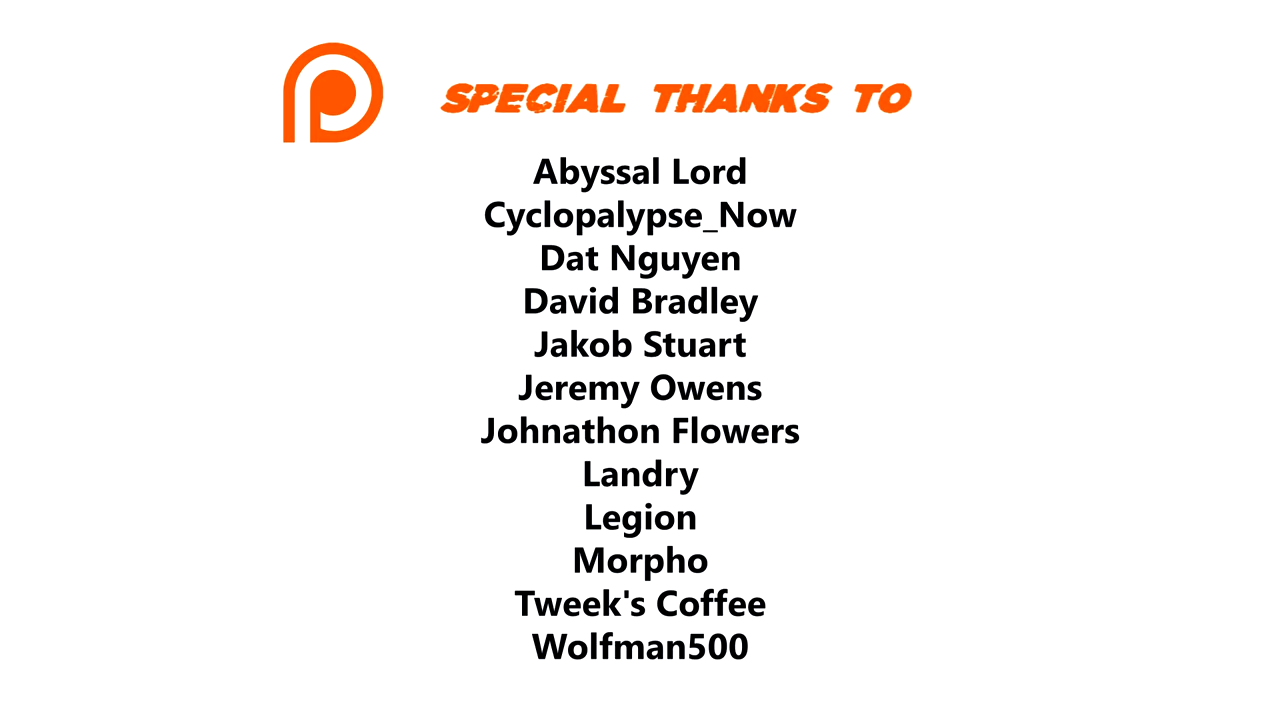 SPECIAL THANKS TO
Abyssal Lord
Cyclopalypse_Now
Dat Nguyen
David Bradley
Jakob Stuart
Jeremy Owens
Johnathon Flowers
Landry
Legion
Morpho
Tweek's Coffee
Wolfman500